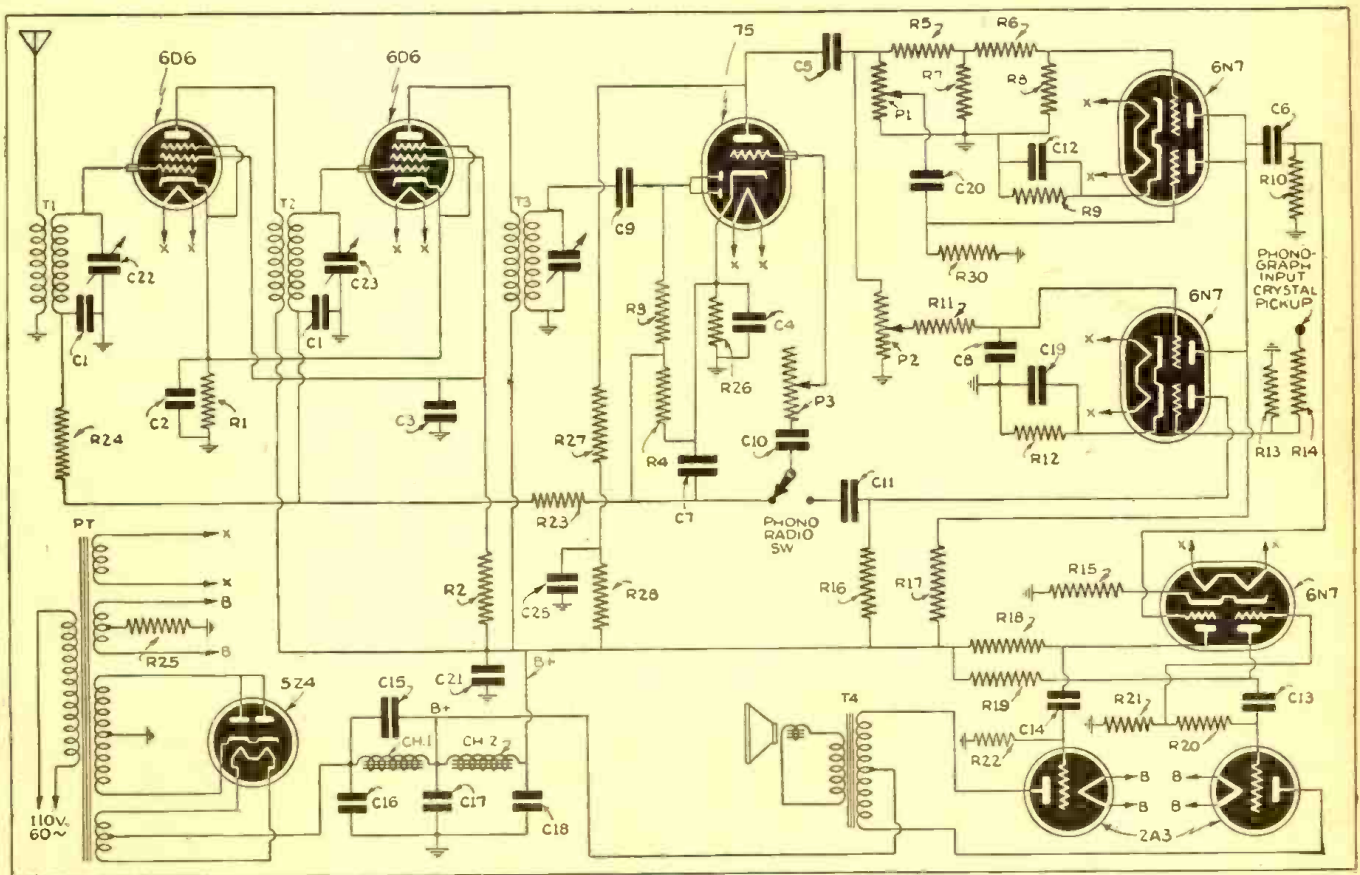 6D6
6D6
75
C5
R5
R6
R7
R8
P1
6N7
X
X
C6
C12
R10
C20
R9
R30
T1
C22
C1
X X
T2
C23
C1
X X
T3
C9
R3
X X
C4
R26
P3
C10
R4
C7
PHONO
RADIO
SW
C11
P2
R11
C8
C19
R12
X
X
6N7
PHONO-
GRAPH
INPUT
CRYSTAL
PICKUP
R13
R14
R24
C2
R1
C3
R27
R23
PT
X
X
B
B
R25
R2
C25
R28
R16
R17
R15
X X
6N7
R18
R19
C21
B+
5Z4
C15
B+
CH.1
CH.2
C16
C17
C18
110V.
60~
T4
C14
R21
R20
C13
R22
B
B
B
B
2A3